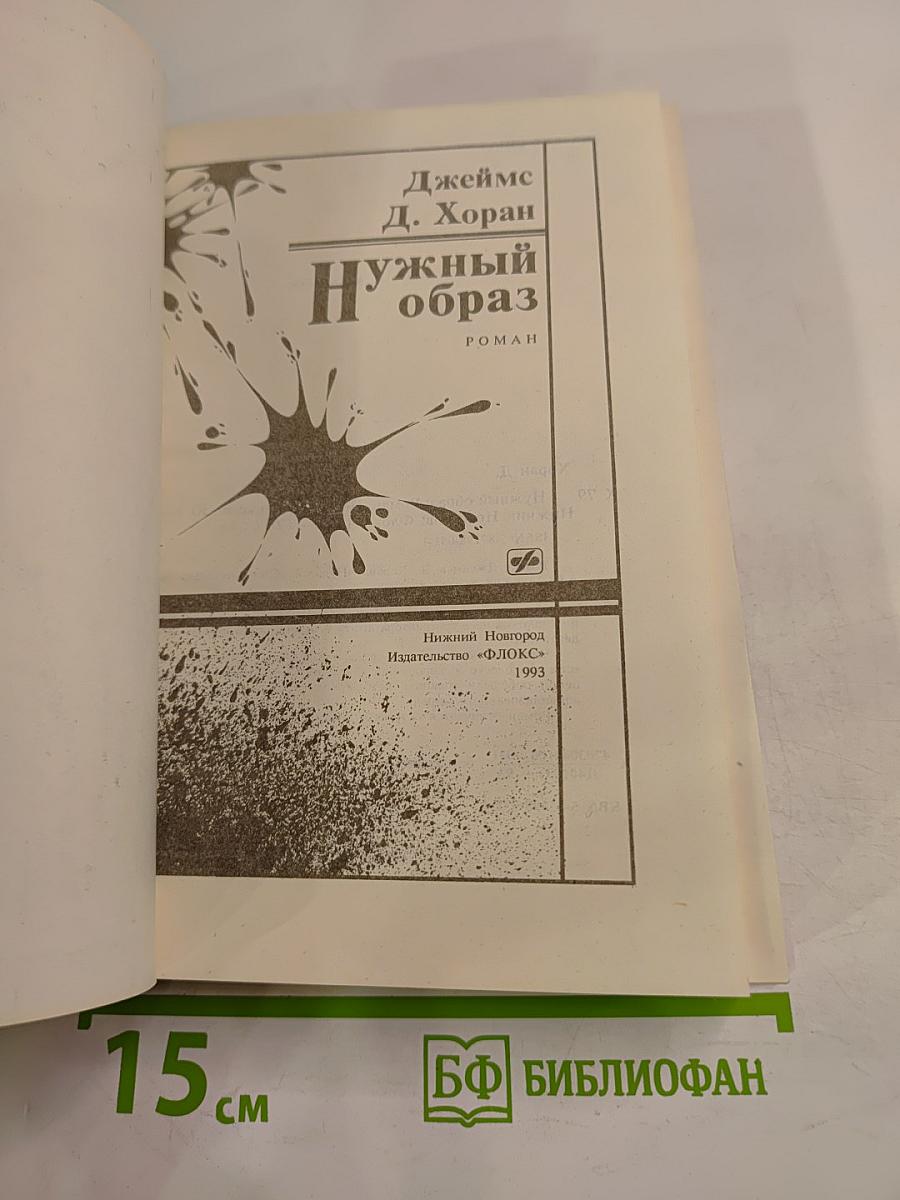 Джеймс
Д. Хоран
Нужный
образ
РОМАН
Нижний Новгород
Издательство «ФЛОКС»
1993
15 см
БФ БИБЛИОФАН